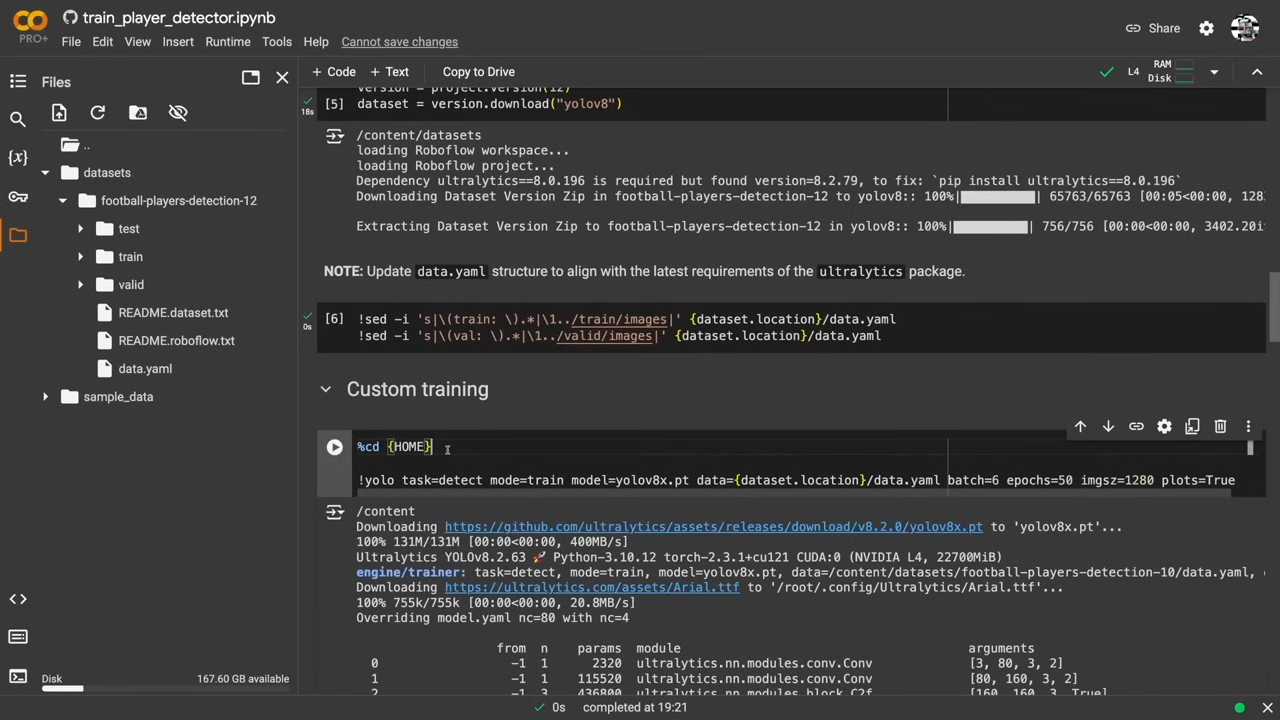 train_player_detector.ipynb
PRO+
File Edit View Insert Runtime Tools Help Cannot save changes
Share
Files
+ Code + Text Copy to Drive
L4 RAM Disk
..
datasets
football-players-detection-12
test
train
valid
README.dataset.txt
README.roboflow.txt
data.yaml
sample_data
Disk 167.60 GB available
version = project.version(12)
[5] dataset = version.download("yolov8")
18s
/content/datasets
loading Roboflow workspace...
loading Roboflow project...
Dependency ultralytics==8.0.196 is required but found version=8.2.79, to fix: `pip install ultralytics==8.0.196`
Downloading Dataset Version Zip in football-players-detection-12 to yolov8:: 100%| | 65763/65763 [00:05<00:00, 128
Extracting Dataset Version Zip to football-players-detection-12 in yolov8:: 100%| | 756/756 [00:00<00:00, 3402.20i
NOTE: Update data.yaml structure to align with the latest requirements of the ultralytics package.
[6] !sed -i 's|\(train: \).*|\1../train/images|' {dataset.location}/data.yaml
0s
!sed -i 's|\(val: \).*|\1../valid/images|' {dataset.location}/data.yaml
Custom training
%cd {HOME}
!yolo task=detect mode=train model=yolov8x.pt data={dataset.location}/data.yaml batch=6 epochs=50 imgsz=1280 plots=True
/content
Downloading https://github.com/ultralytics/assets/releases/download/v8.2.0/yolov8x.pt to 'yolov8x.pt'...
100% 131M/131M [00:00<00:00, 400MB/s]
Ultralytics YOLOv8.2.63 🚀 Python-3.10.12 torch-2.3.1+cu121 CUDA:0 (NVIDIA L4, 22700MiB)
engine/trainer: task=detect, mode=train, model=yolov8x.pt, data=/content/datasets/football-players-detection-10/data.yaml,
Downloading https://ultralytics.com/assets/Arial.ttf to '/root/.config/Ultralytics/Arial.ttf'...
100% 755k/755k [00:00<00:00, 20.8MB/s]
Overriding model.yaml nc=80 with nc=4
from n params module arguments
0 -1 1 2320 ultralytics.nn.modules.conv.Conv [3, 80, 3, 2]
1 -1 1 115520 ultralytics.nn.modules.conv.Conv [80, 160, 3, 2]
2 -1 3 436800 ultralytics.nn.modules.block.C2f [160, 160, 3, True]
0s completed at 19:21